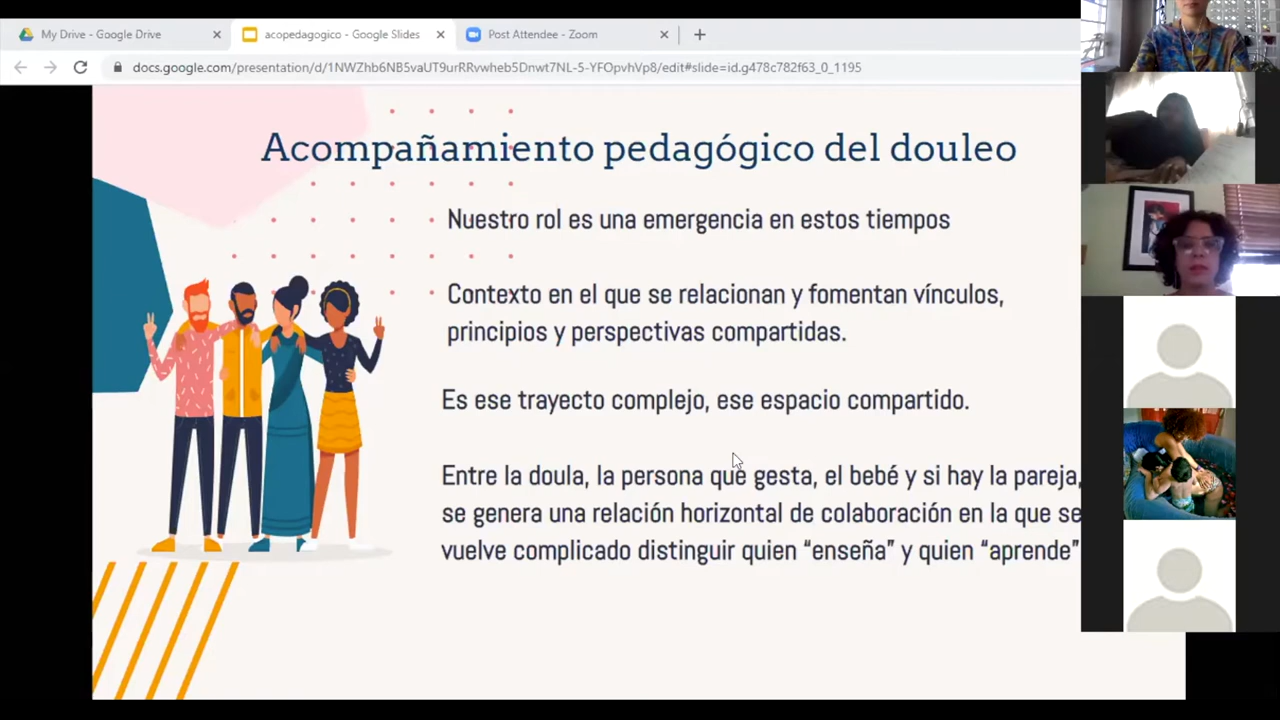 My Drive - Google Drive
acopedagogico - Google Slides
Post Attendee - Zoom
docs.google.com/presentation/d/1NWZhb6NB5vaUT9urRRvwheb5Dnwt7NL-5-YFOpvhVp8/edit#slide=id.g478c782f63_0_1195
Acompañamiento pedagógico del douleo
Nuestro rol es una emergencia en estos tiempos
Contexto en el que se relacionan y fomentan vínculos,
principios y perspectivas compartidas.
Es ese trayecto complejo, ese espacio compartido.
Entre la doula, la persona que gesta, el bebé y si hay la pareja,
se genera una relación horizontal de colaboración en la que se
vuelve complicado distinguir quien “enseña” y quien “aprende”